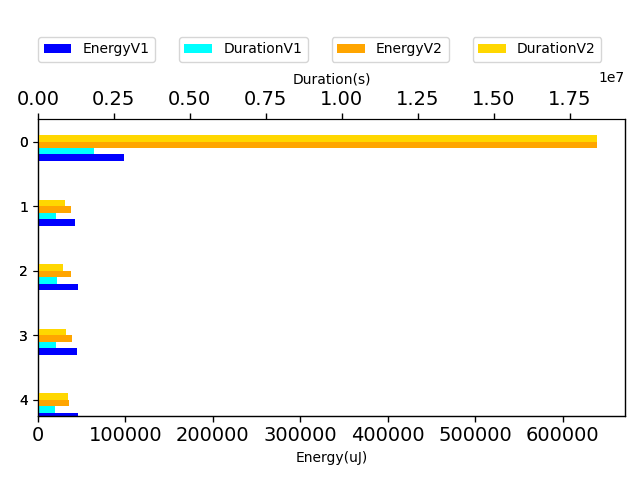 EnergyV1 DurationV1 EnergyV2 DurationV2
Duration(s)
1e7
0.00 0.25 0.50 0.75 1.00 1.25 1.50 1.75
0
1
2
3
4
0 100000 200000 300000 400000 500000 600000
Energy(uJ)